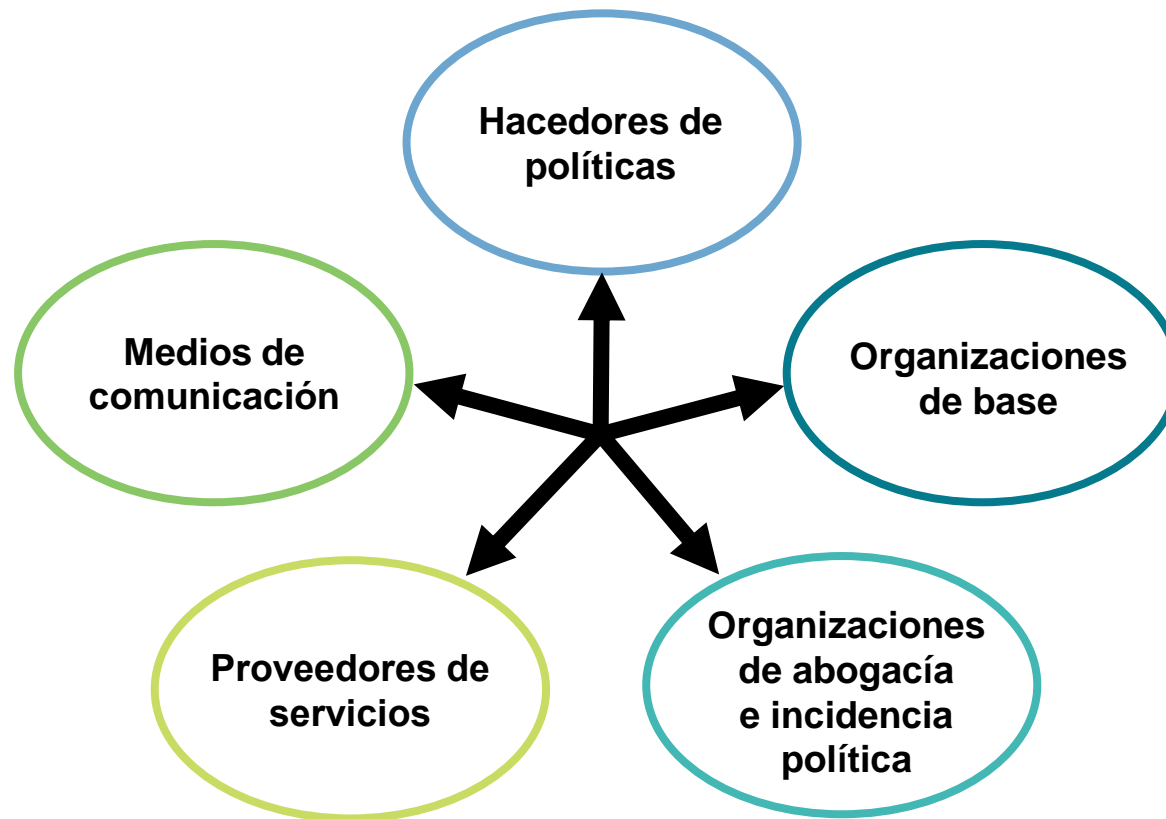 Hacedores de
políticas
Medios de
comunicación
Organizaciones
de base
Proveedores de
servicios
Organizaciones
de abogacía
e incidencia
política